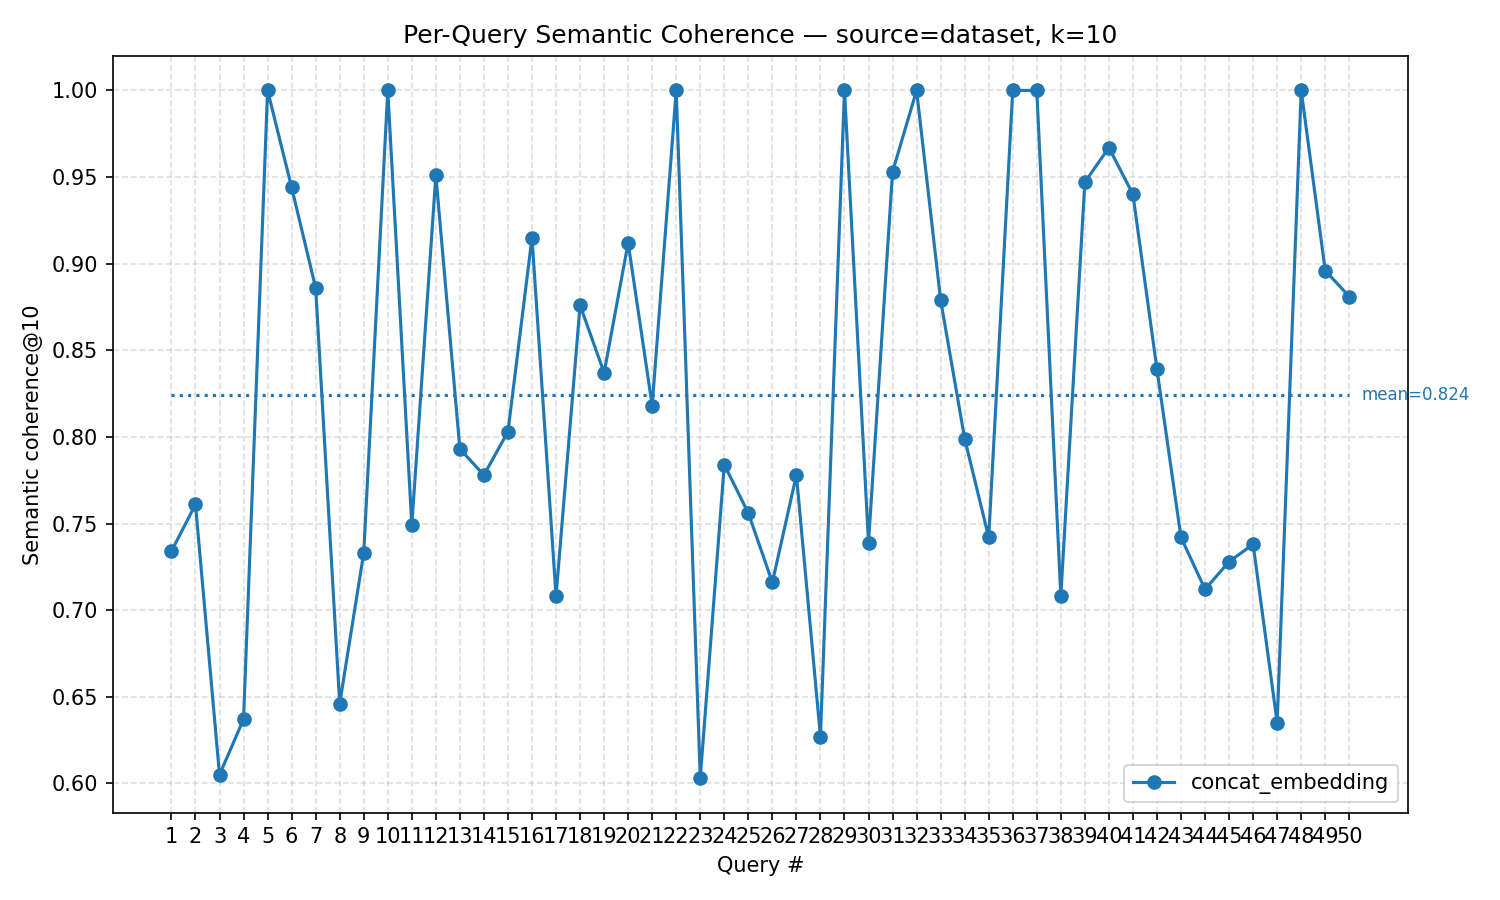 Per-Query Semantic Coherence — source=dataset, k=10
1.00
0.95
0.90
0.85
0.80
0.75
0.70
0.65
0.60
Semantic coherence@10
mean=0.824
concat_embedding
1 2 3 4 5 6 7 8 9 10 11 12 13 14 15 16 17 18 19 20 21 22 23 24 25 26 27 28 29 30 31 32 33 34 35 36 37 38 39 40 41 42 43 44 45 46 47 48 49 50
Query #